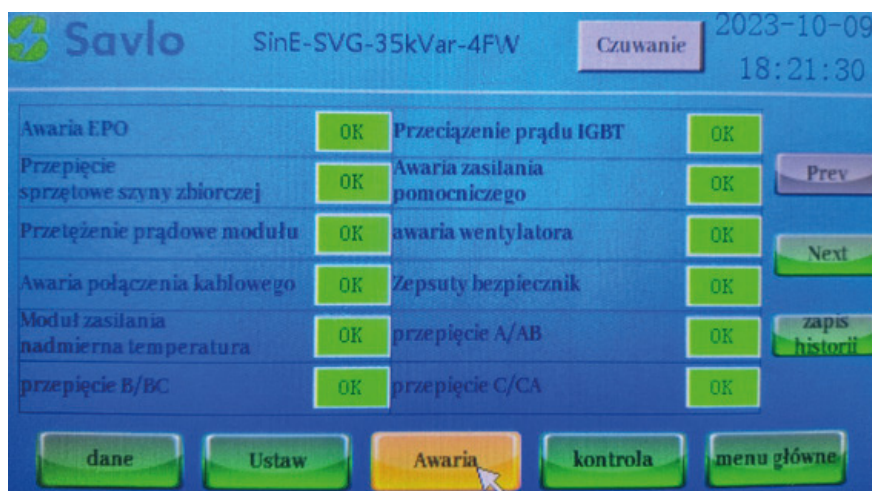 Savlo
SinE-SVG-35kVar-4FW
Czuwanie
2023-10-09
18:21:30
Awaria EPO OK Przeciązenie prądu IGBT OK
Przepięcie
sprzętowe szyny zbiorczej OK
Awaria zasilania
pomocniczego OK
Prev
Przetężenie prądowe modułu OK awaria wentylatora OK
Next
Awaria połączenia kablowego OK Zepsuty bezpiecznik OK
Moduł zasilania
nadmierna temperatura OK przepięcie A/AB OK
zapis
historii
przepięcie B/BC OK przepięcie C/CA OK
dane Ustaw Awaria kontrola menu główne